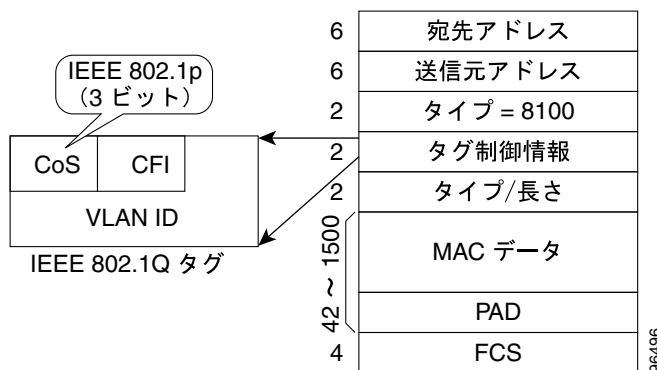 IEEE 802.1p
（3 ビット）
CoS
CFI
VLAN ID
IEEE 802.1Q タグ
6
宛先アドレス
6
送信元アドレス
2
タイプ = 8100
2
タグ制御情報
2
タイプ/長さ
42 ～ 1500
MAC データ
PAD
4
FCS
96496